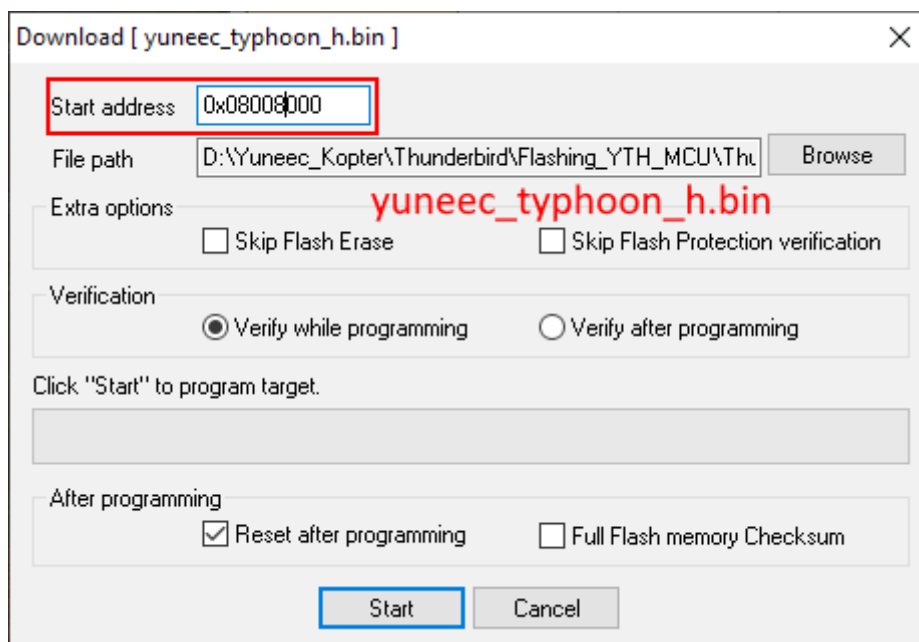 Download [ yuneec_typhoon_h.bin ]
Start address 0x08008000
File path D:\Yuneec_Kopter\Thunderbird\Flashing_YTH_MCU\Thu Browse
yuneec_typhoon_h.bin
Extra options
Skip Flash Erase Skip Flash Protection verification
Verification
Verify while programming Verify after programming
Click "Start" to program target.
After programming
Reset after programming Full Flash memory Checksum
Start Cancel